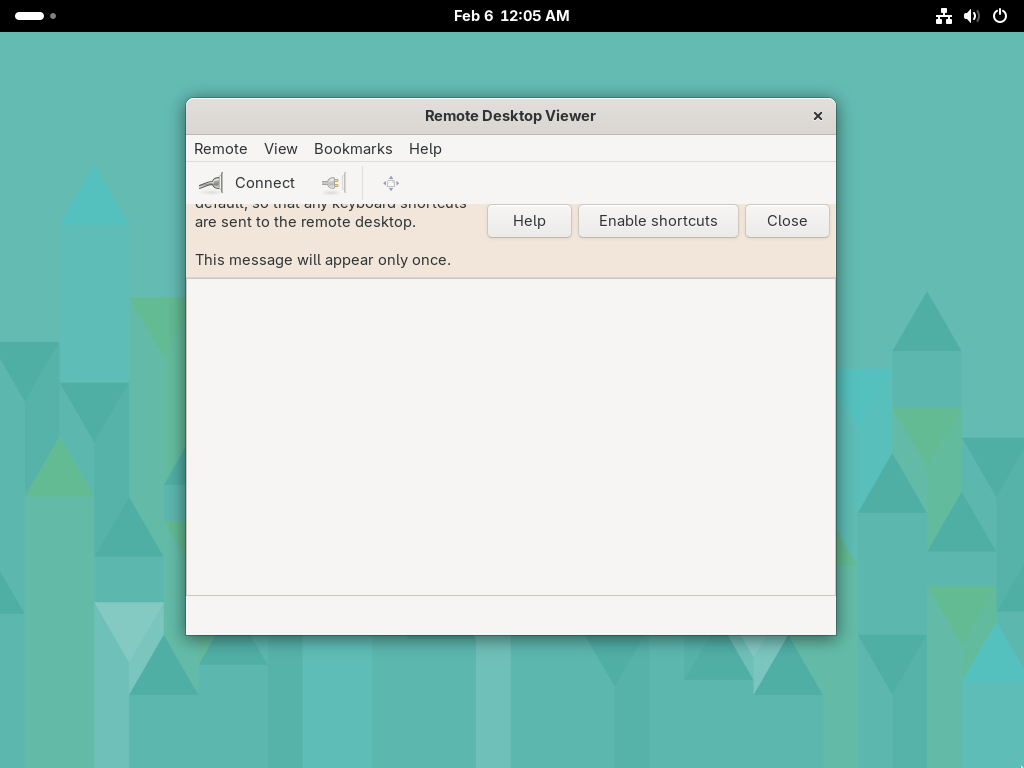 Feb 6 12:05 AM
Remote Desktop Viewer
Remote View Bookmarks Help
Connect
default, so that any keyboard shortcuts
are sent to the remote desktop.
Help Enable shortcuts Close
This message will appear only once.